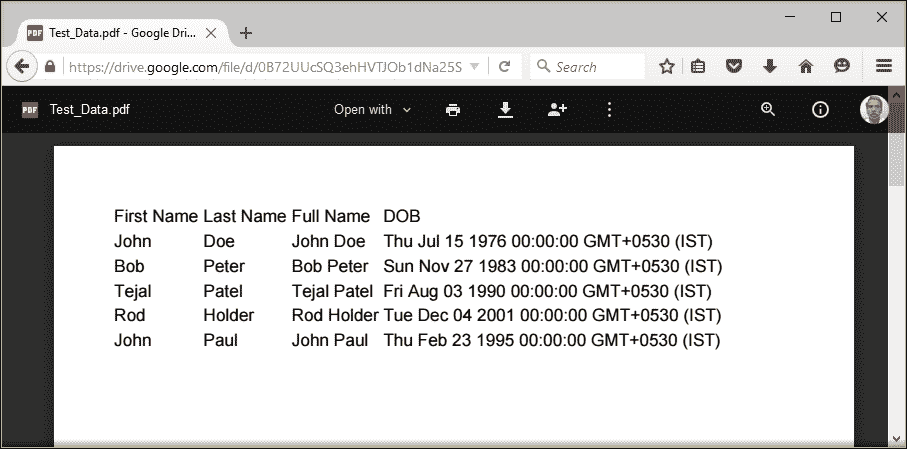 PDF Test_Data.pdf - Google Dri...
https://drive.google.com/file/d/0B72UUcSQ3ehHVTJOb1dNa25S Search
PDF Test_Data.pdf Open with
First Name Last Name Full Name DOB
John Doe John Doe Thu Jul 15 1976 00:00:00 GMT+0530 (IST)
Bob Peter Bob Peter Sun Nov 27 1983 00:00:00 GMT+0530 (IST)
Tejal Patel Tejal Patel Fri Aug 03 1990 00:00:00 GMT+0530 (IST)
Rod Holder Rod Holder Tue Dec 04 2001 00:00:00 GMT+0530 (IST)
John Paul John Paul Thu Feb 23 1995 00:00:00 GMT+0530 (IST)